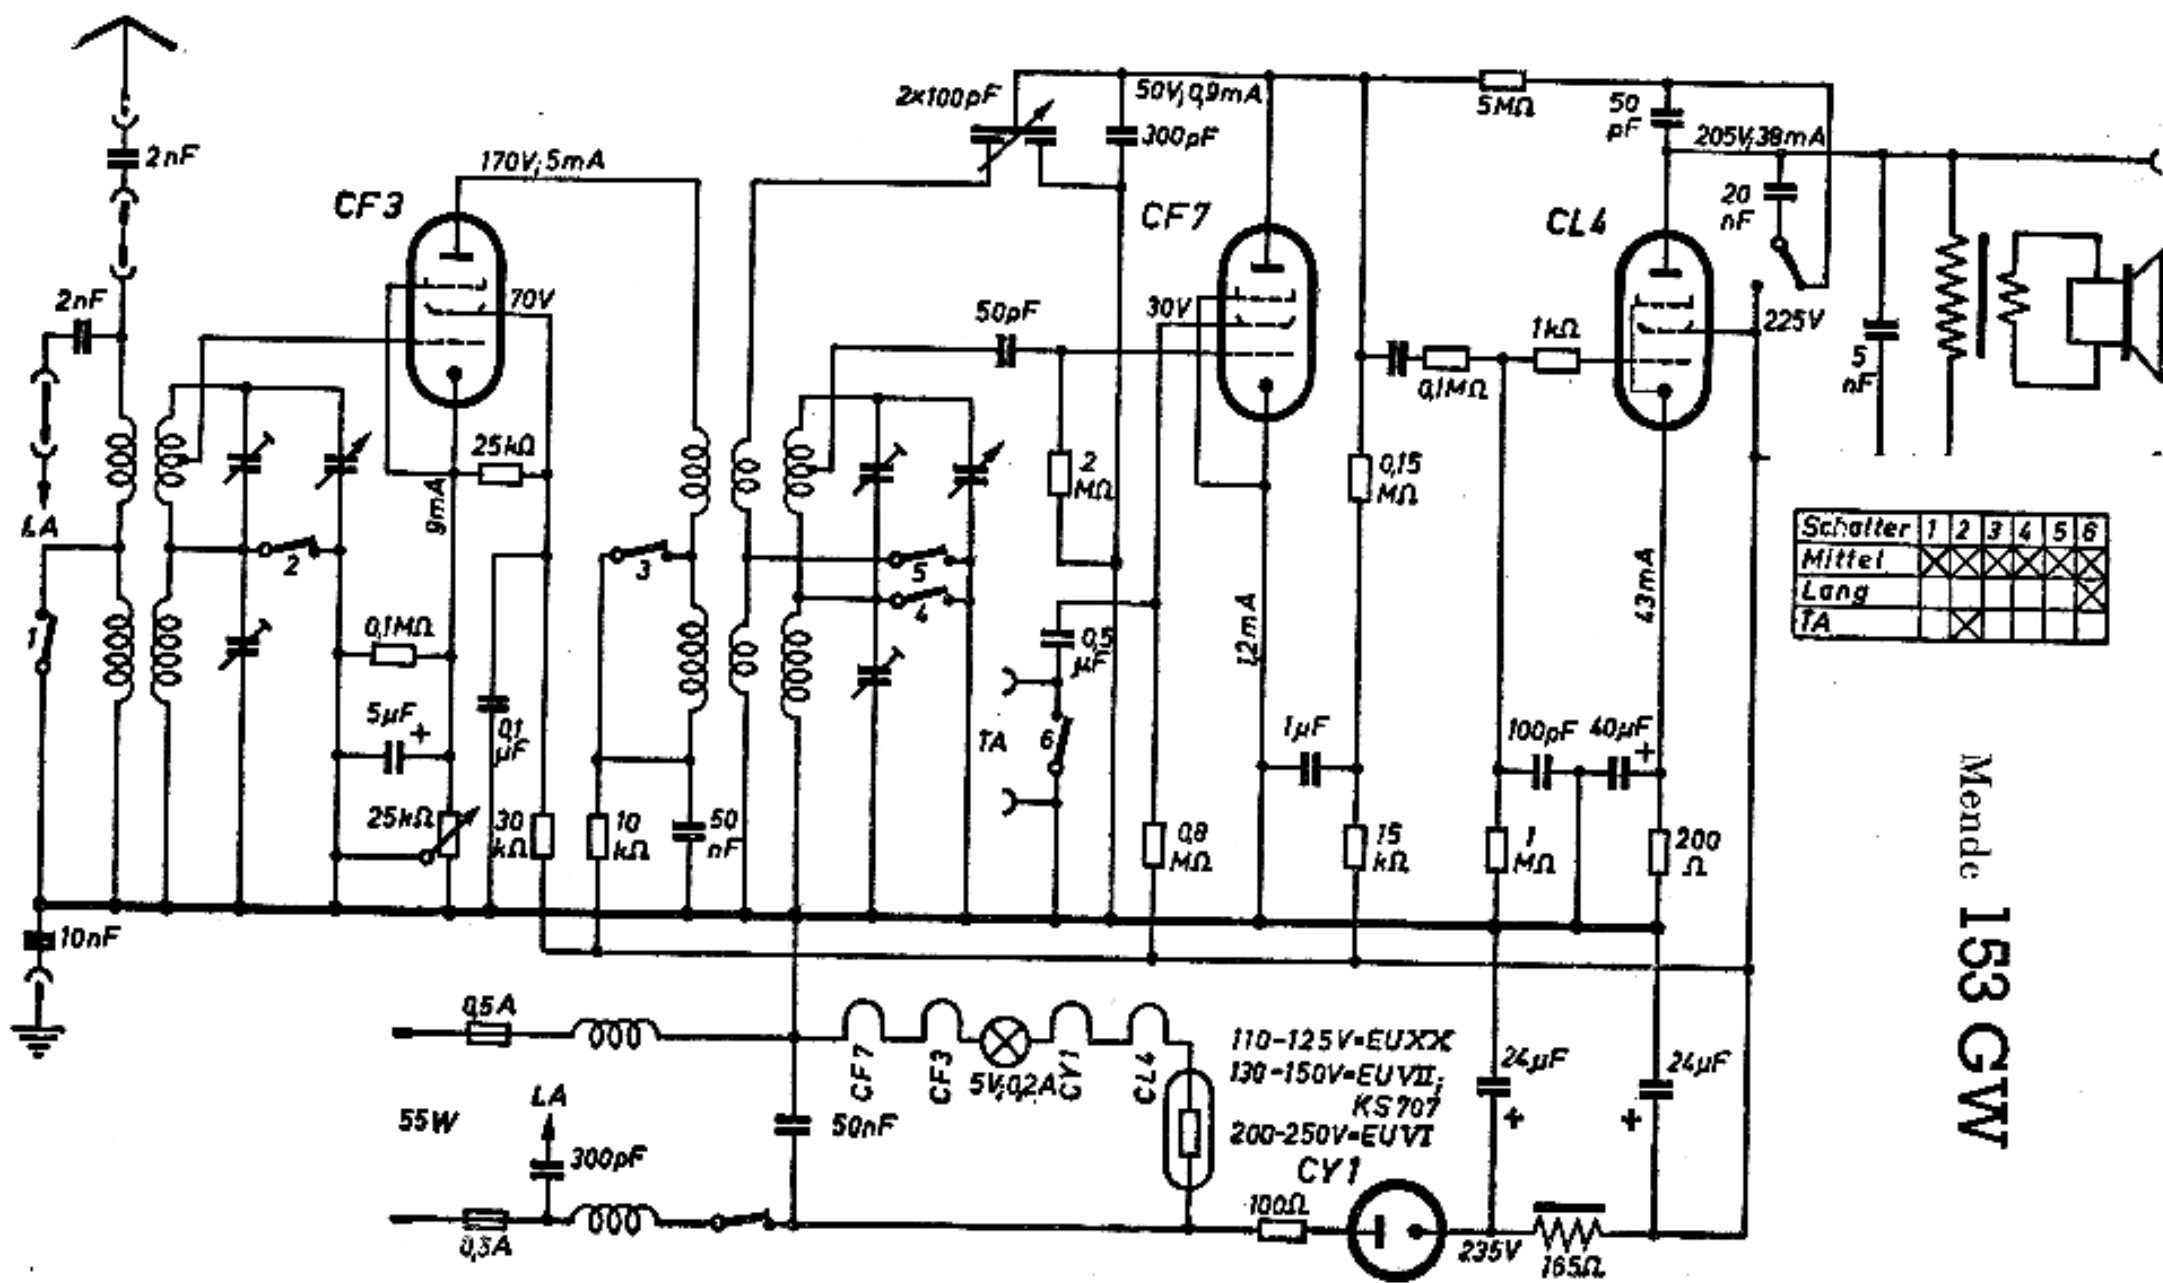 2nF
2nF
LA
1
10nF
CF3
170V; 5mA
70V
25kΩ
9mA
2
0,1MΩ
5µF +
25kΩ
0,1 µF
30 kΩ
2×100pF
50V; 0,9mA
300pF
50pF
3
5
4
10 kΩ
50 nF
2 MΩ
0,5 µF
TA
6
CF7
30V
1,2mA
1µF
0,8 MΩ
0,15 MΩ
15 kΩ
5MΩ
50 pF
205V; 38mA
20 nF
CL4
1kΩ
0,1MΩ
225V
5 nF
43mA
100pF
40µF +
1 MΩ
200 Ω
Schalter 1 2 3 4 5 6
Mittel
Lang
TA
Mende 153 GW
0,5A
55W
LA
300pF
0,5A
50nF
CF7
CF3
5V; 0,2A
CY1
CL4
110-125V=EUXX
130-150V=EUVII;
KS707
200-250V=EUVI
CY1
100Ω
235V
165Ω
24µF
+
24µF
+